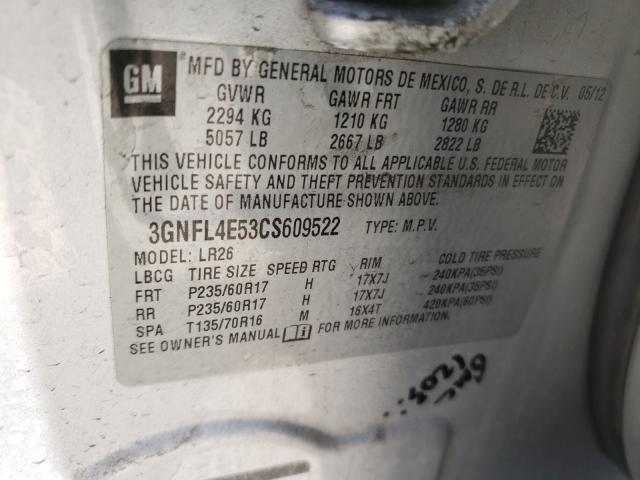 GM
MFD BY GENERAL MOTORS DE MEXICO, S. DE R.L. DE C.V. 05/12
GVWR GAWR FRT GAWR RR
2294 KG 1210 KG 1280 KG
5057 LB 2667 LB 2822 LB
THIS VEHICLE CONFORMS TO ALL APPLICABLE U.S. FEDERAL MOTOR
VEHICLE SAFETY AND THEFT PREVENTION STANDARDS IN EFFECT ON
THE DATE OF MANUFACTURE SHOWN ABOVE.
3GNFL4E53CS609522 TYPE: M.P.V.
MODEL: LR26
LBCG TIRE SIZE SPEED RTG RIM COLD TIRE PRESSURE
FRT P235/60R17 H 17X7J 240KPA(35PSI)
RR P235/60R17 H 17X7J 240KPA(35PSI)
SPA T135/70R16 M 16X4T 420KPA(60PSI)
SEE OWNER'S MANUAL FOR MORE INFORMATION.